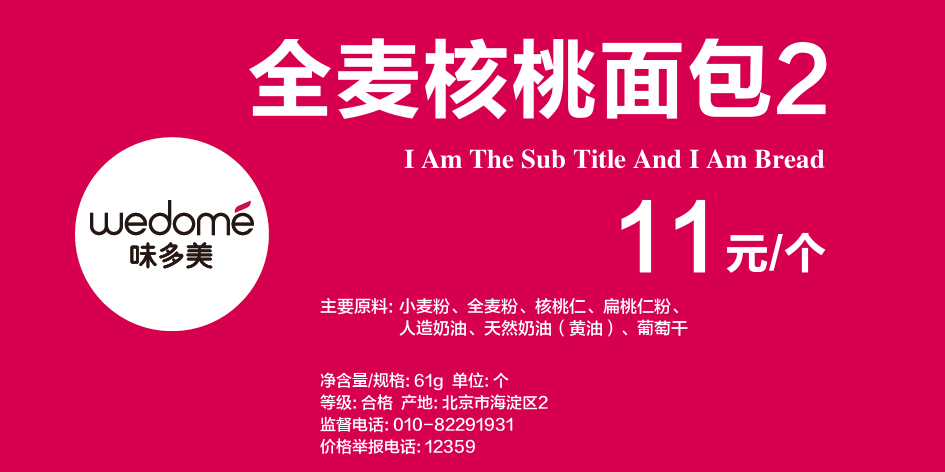 全麦核桃面包2
I Am The Sub Title And I Am Bread
wedomé
味多美
11元/个
主要原料: 小麦粉、全麦粉、核桃仁、扁桃仁粉、
人造奶油、天然奶油（黄油）、葡萄干
净含量/规格: 61g 单位: 个
等级: 合格 产地: 北京市海淀区2
监督电话: 010-82291931
价格举报电话: 12359